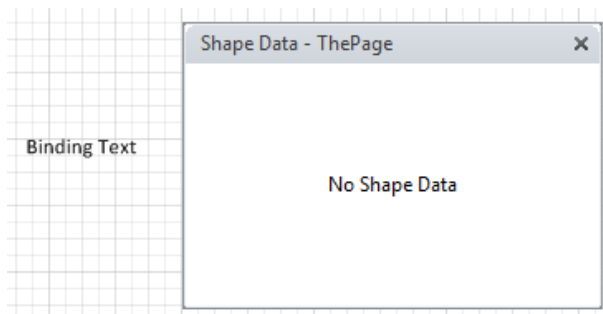 Shape Data - ThePage
Binding Text
No Shape Data